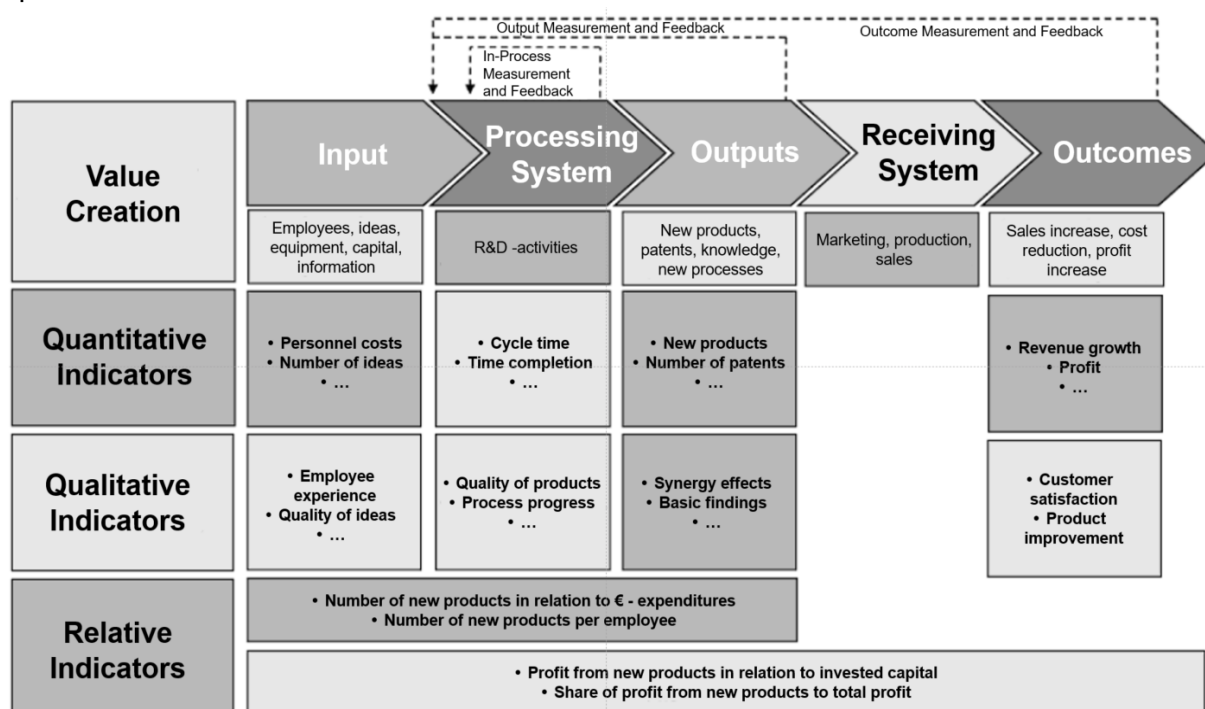 Output Measurement and Feedback
Outcome Measurement and Feedback
In-Process
Measurement
and Feedback
Value
Creation
Input
Processing
System
Outputs
Receiving
System
Outcomes
Employees, ideas,
equipment, capital,
information
R&D -activities
New products,
patents, knowledge,
new processes
Marketing, production,
sales
Sales increase, cost
reduction, profit
increase
Quantitative
Indicators
• Personnel costs
• Number of ideas
• ...
• Cycle time
• Time completion
• ...
• New products
• Number of patents
• ...
• Revenue growth
• Profit
• ...
Qualitative
Indicators
• Employee
experience
• Quality of ideas
• ...
• Quality of products
• Process progress
• ...
• Synergy effects
• Basic findings
• ...
• Customer
satisfaction
• Product
improvement
Relative
Indicators
• Number of new products in relation to € - expenditures
• Number of new products per employee
• Profit from new products in relation to invested capital
• Share of profit from new products to total profit